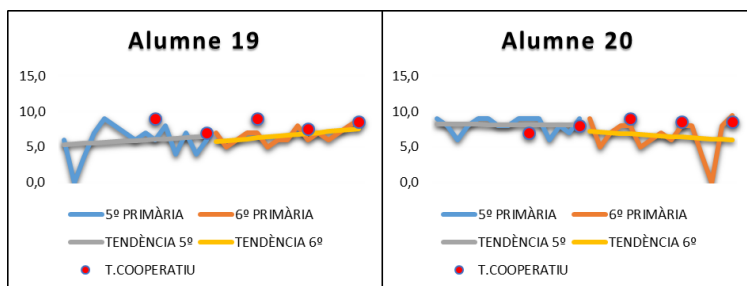 Alumne 19
15,0
10,0
5,0
0,0
5º PRIMÀRIA
6º PRIMÀRIA
TENDÈNCIA 5º
TENDÈNCIA 6º
T.COOPERATIU
Alumne 20
15,0
10,0
5,0
0,0
5º PRIMÀRIA
6º PRIMÀRIA
TENDÈNCIA 5º
TENDÈNCIA 6º
T.COOPERATIU